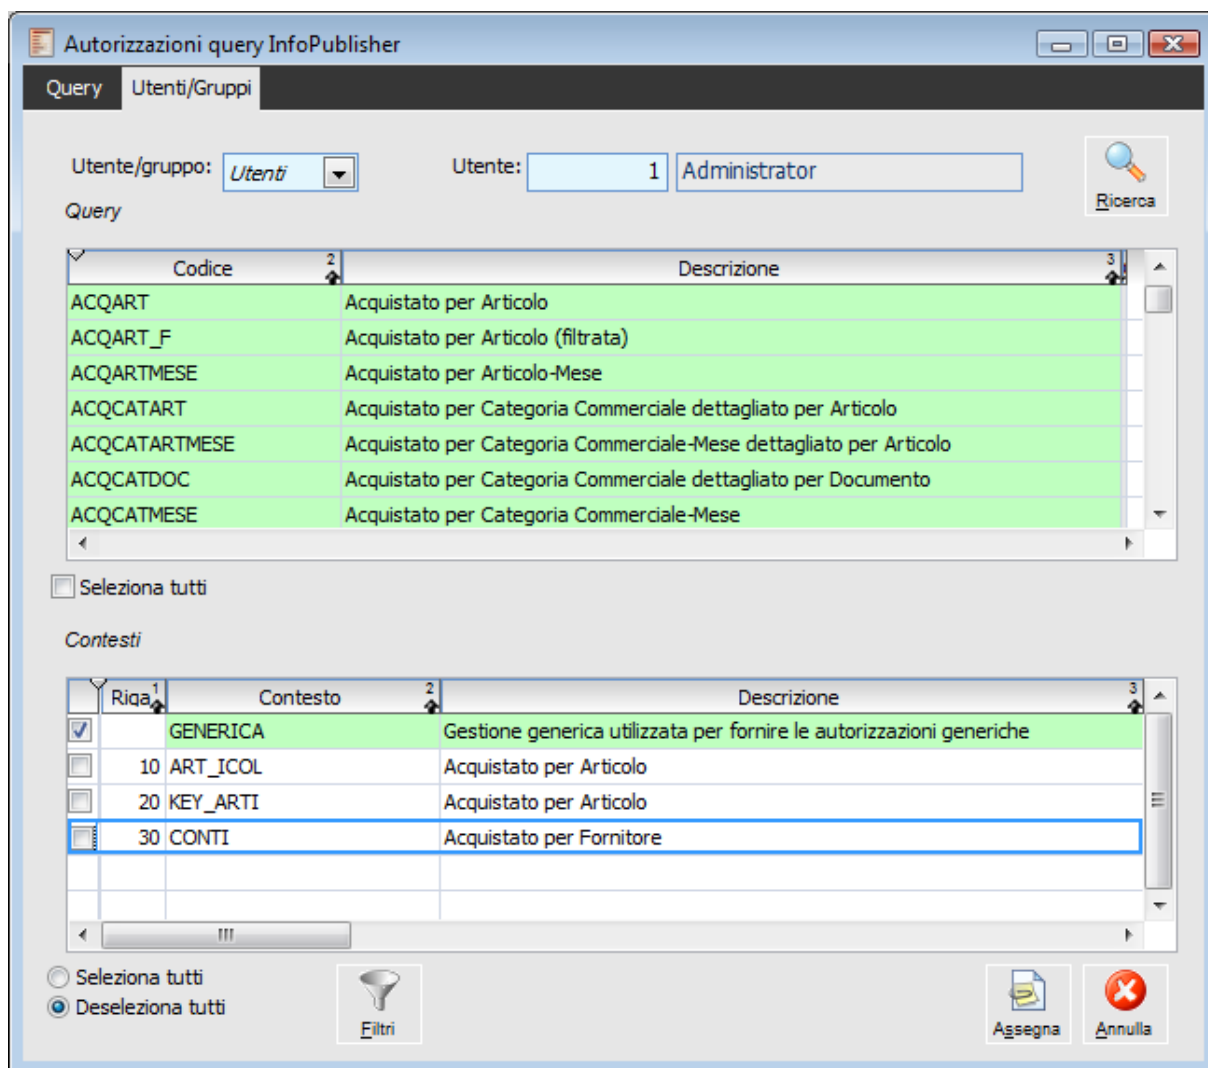 Autorizzazioni query InfoPublisher
Query Utenti/Gruppi
Utente/gruppo: Utenti Utente: 1 Administrator
Ricerca
Query
Codice 2 Descrizione 3
ACQART Acquistato per Articolo
ACQART_F Acquistato per Articolo (filtrata)
ACQARTMESE Acquistato per Articolo-Mese
ACQCATART Acquistato per Categoria Commerciale dettagliato per Articolo
ACQCATARTMESE Acquistato per Categoria Commerciale-Mese dettagliato per Articolo
ACQCATDOC Acquistato per Categoria Commerciale dettagliato per Documento
ACQCATMESE Acquistato per Categoria Commerciale-Mese
Seleziona tutti
Contesti
Riga 1 Contesto 2 Descrizione 3
GENERICA Gestione generica utilizzata per fornire le autorizzazioni generiche
10 ART_ICOL Acquistato per Articolo
20 KEY_ARTI Acquistato per Articolo
30 CONTI Acquistato per Fornitore
Seleziona tutti
Deseleziona tutti
Filtri Assegna Annulla